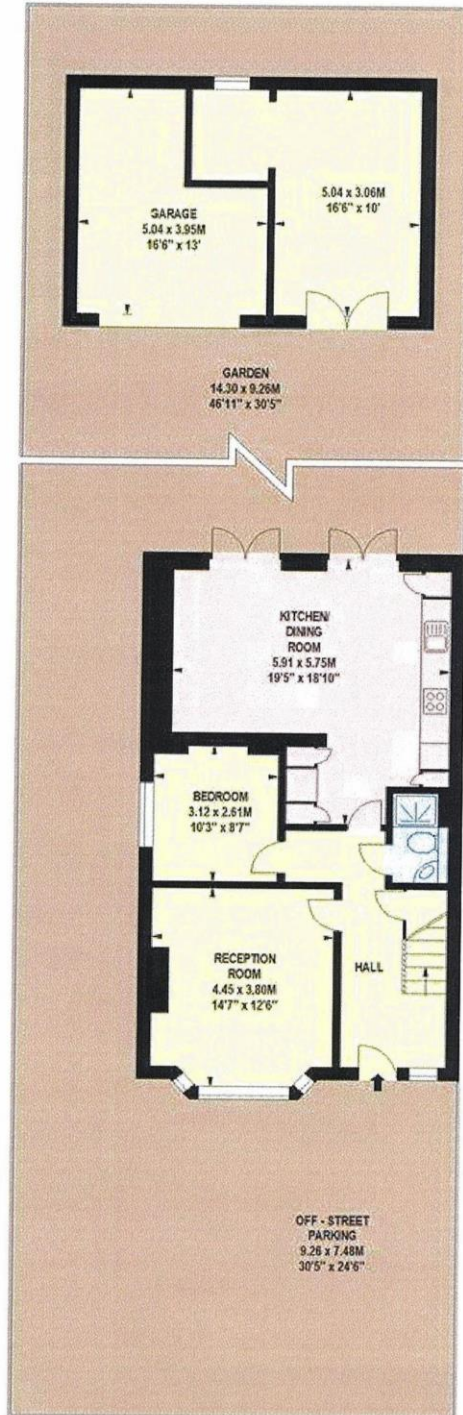 GARAGE
5.04 x 3.95M
16'6" x 13'
5.04 x 3.06M
16'6" x 10'
GARDEN
14.30 x 9.26M
46'11" x 30'5"
KITCHEN/
DINING
ROOM
5.91 x 5.75M
19'5" x 18'10"
BEDROOM
3.12 x 2.61M
10'3" x 8'7"
RECEPTION
ROOM
4.45 x 3.80M
14'7" x 12'6"
HALL
OFF - STREET
PARKING
9.26 x 7.48M
30'5" x 24'6"